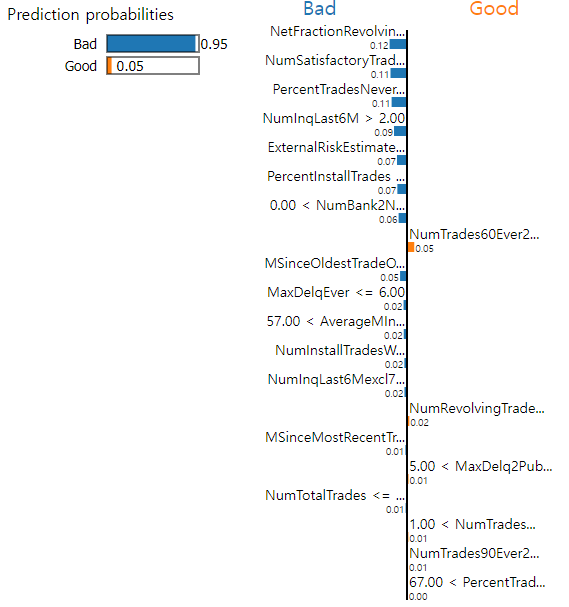 Prediction probabilities
Bad 0.95
Good 0.05
Bad Good
NetFractionRevolvin...
0.12
NumSatisfactoryTrad...
0.11
PercentTradesNever...
0.11
NumInqLast6M > 2.00
0.09
ExternalRiskEstimate...
0.07
PercentInstallTrades ...
0.07
0.00 < NumBank2N...
0.06
NumTrades60Ever2...
0.05
MSinceOldestTradeO...
0.05
MaxDelqEver <= 6.00
0.02
57.00 < AverageMIn...
0.02
NumInstallTradesW...
0.02
NumInqLast6Mexcl7...
0.02
NumRevolvingTrade...
0.02
MSinceMostRecentTr...
0.01
5.00 < MaxDelq2Pub...
0.01
NumTotalTrades <= ...
0.01
1.00 < NumTrades...
0.01
NumTrades90Ever2...
0.01
67.00 < PercentTrad...
0.00